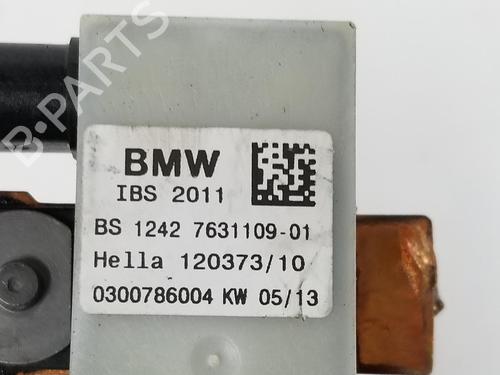 B-PARTS
BMW
IBS 2011
BS 1242 7631109-01
Hella 120373/10
0300786004 KW 05/13